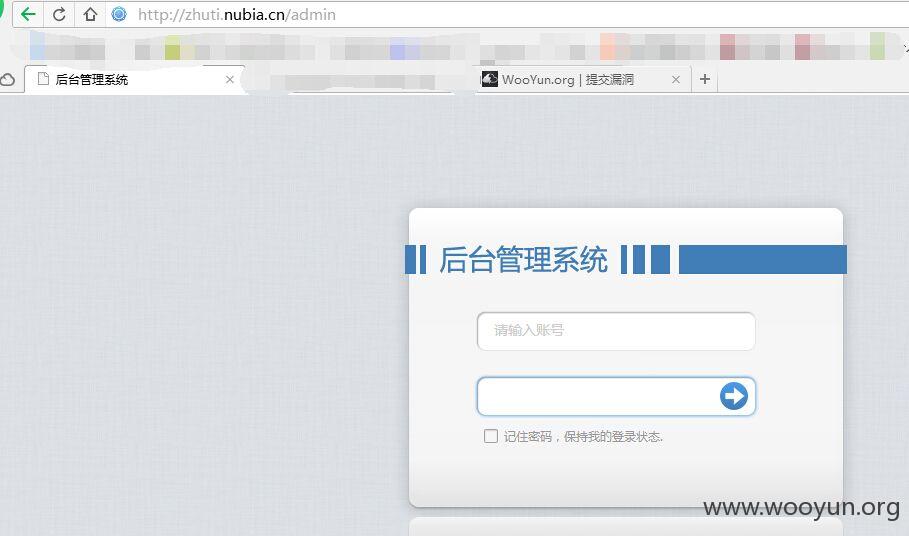 http://zhuti.nubia.cn/admin
后台管理系统
WooYun.org | 提交漏洞
后台管理系统
请输入账号
记住密码，保持我的登录状态.
www.wooyun.org